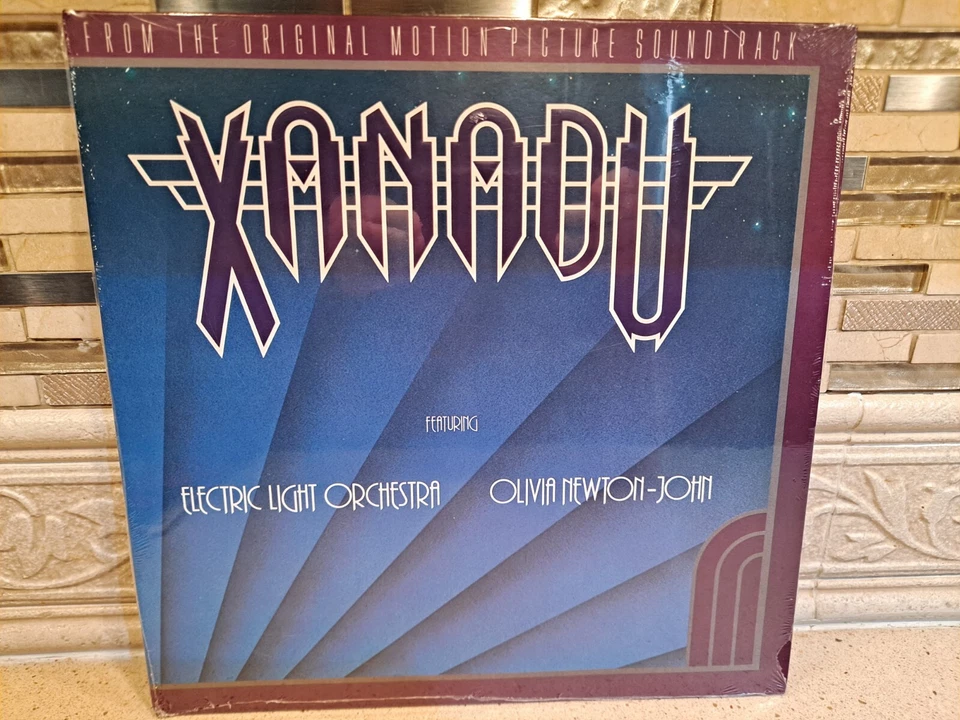 FROM THE ORIGINAL MOTION PICTURE SOUNDTRACK
XANADU
FEATURING
ELECTRIC LIGHT ORCHESTRA OLIVIA NEWTON-JOHN